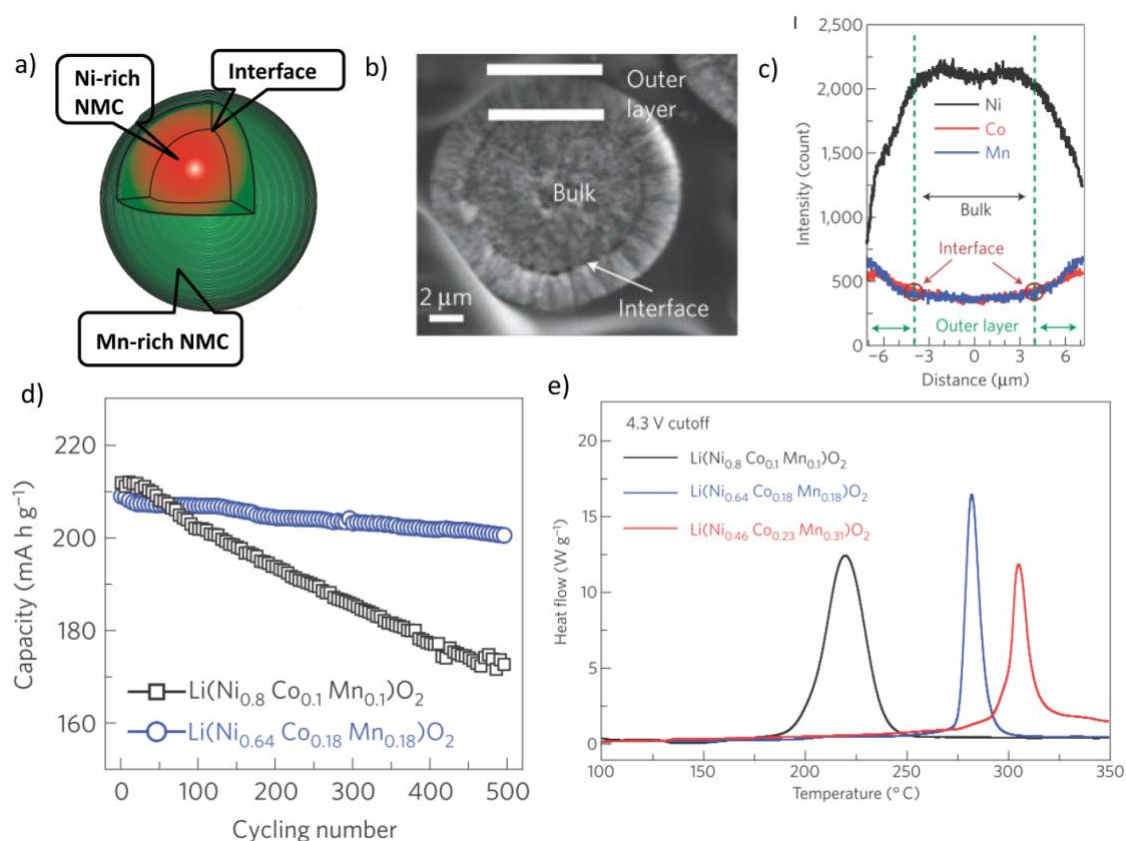 a)
Ni-rich
NMC
Interface
Mn-rich NMC
b)
Outer
layer
Bulk
Interface
2 μm
c)
2,000
1,500
1,000
500
0
Intensity (count)
Ni
Co
Mn
Bulk
Interface
Outer layer
−6 −3 0 3 6
Distance (μm)
d)
220
200
180
160
Capacity (mA h g⁻¹)
Li(Ni0.8 Co0.1 Mn0.1)O2
Li(Ni0.64 Co0.18 Mn0.18)O2
0 100 200 300 400 500
Cycling number
e)
20
15
10
5
0
Heat flow (W g⁻¹)
4.3 V cutoff
Li(Ni0.8 Co0.1 Mn0.1)O2
Li(Ni0.64 Co0.18 Mn0.18)O2
Li(Ni0.46 Co0.23 Mn0.31)O2
100 150 200 250 300 350
Temperature (° C)